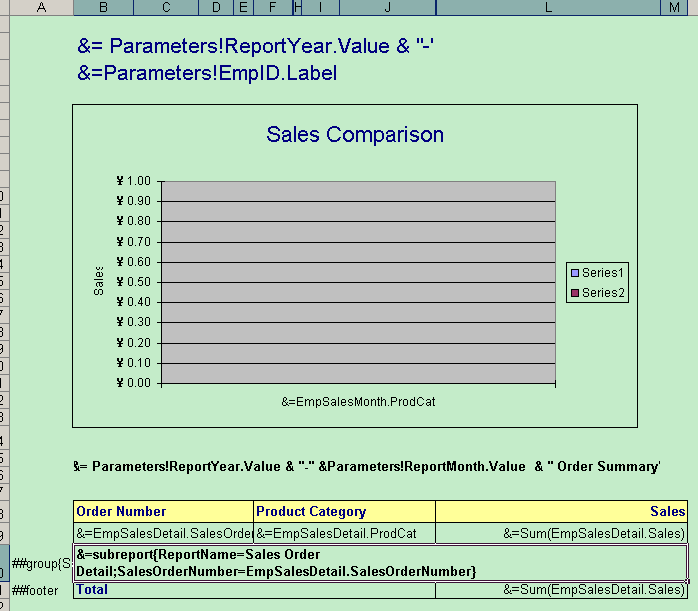 A B C D E F H I J L M
&= Parameters!ReportYear.Value & "-'
&=Parameters!EmpID.Label
Sales Comparison
¥ 1.00
¥ 0.90
¥ 0.80
¥ 0.70
¥ 0.60
¥ 0.50
¥ 0.40
¥ 0.30
¥ 0.20
¥ 0.10
¥ 0.00
Sales
Series1
Series2
&=EmpSalesMonth.ProdCat
&= Parameters!ReportYear.Value & "-" &Parameters!ReportMonth.Value & " Order Summary'
Order Number Product Category Sales
&=EmpSalesDetail.SalesOrder &=EmpSalesDetail.ProdCat &=Sum(EmpSalesDetail.Sales)
##group{S &=subreport{ReportName=Sales Order
Detail;SalesOrderNumber=EmpSalesDetail.SalesOrderNumber}
##footer Total &=Sum(EmpSalesDetail.Sales)